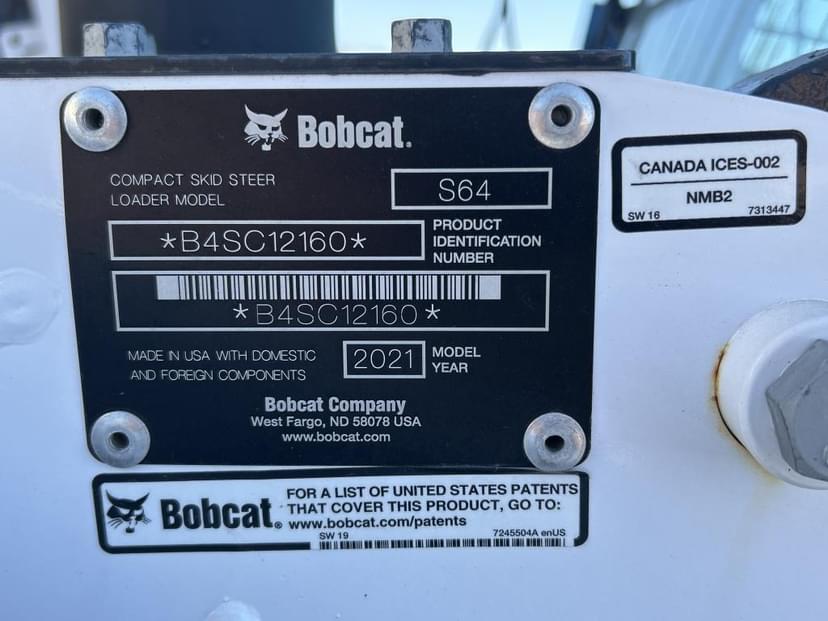 Bobcat.
COMPACT SKID STEER
LOADER MODEL
S64
*B4SC12160*
PRODUCT
IDENTIFICATION
NUMBER
*B4SC12160*
MADE IN USA WITH DOMESTIC
AND FOREIGN COMPONENTS
2021
MODEL
YEAR
Bobcat Company
West Fargo, ND 58078 USA
www.bobcat.com
CANADA ICES-002
NMB2
SW 16 7313447
Bobcat®
FOR A LIST OF UNITED STATES PATENTS
THAT COVER THIS PRODUCT, GO TO:
www.bobcat.com/patents
SW 19 7245504A enUS